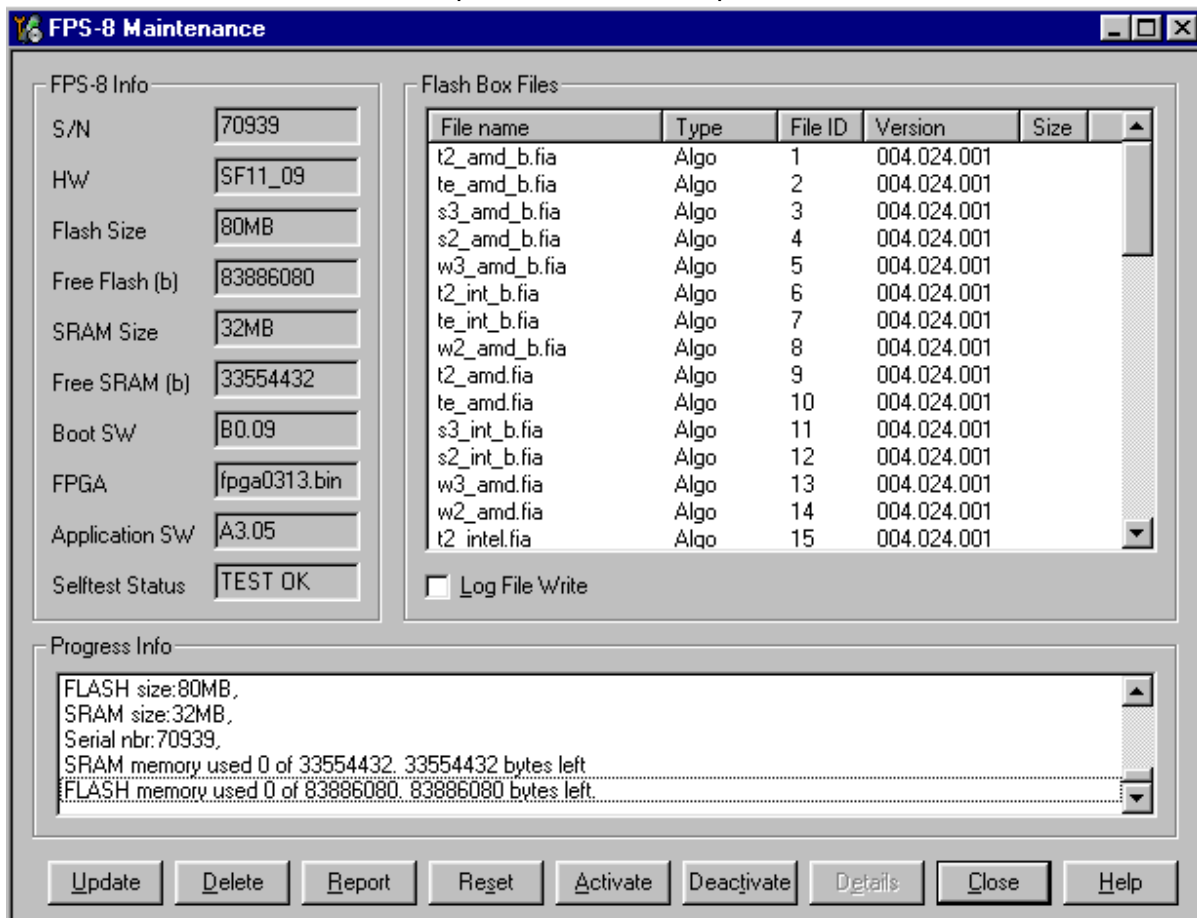 FPS-8 Maintenance
FPS-8 Info
S/N 70939
HW SF11_09
Flash Size 80MB
Free Flash (b) 83886080
SRAM Size 32MB
Free SRAM (b) 33554432
Boot SW B0.09
FPGA fpga0313.bin
Application SW A3.05
Selftest Status TEST OK
Flash Box Files
File name Type File ID Version Size
t2_amd_b.fia Algo 1 004.024.001
te_amd_b.fia Algo 2 004.024.001
s3_amd_b.fia Algo 3 004.024.001
s2_amd_b.fia Algo 4 004.024.001
w3_amd_b.fia Algo 5 004.024.001
t2_int_b.fia Algo 6 004.024.001
te_int_b.fia Algo 7 004.024.001
w2_amd_b.fia Algo 8 004.024.001
t2_amd.fia Algo 9 004.024.001
te_amd.fia Algo 10 004.024.001
s3_int_b.fia Algo 11 004.024.001
s2_int_b.fia Algo 12 004.024.001
w3_amd.fia Algo 13 004.024.001
w2_amd.fia Algo 14 004.024.001
t2_intel.fia Algo 15 004.024.001
Log File Write
Progress Info
FLASH size:80MB,
SRAM size:32MB,
Serial nbr:70939,
SRAM memory used 0 of 33554432. 33554432 bytes left
FLASH memory used 0 of 83886080. 83886080 bytes left.
Update Delete Report Reset Activate Deactivate Details Close Help